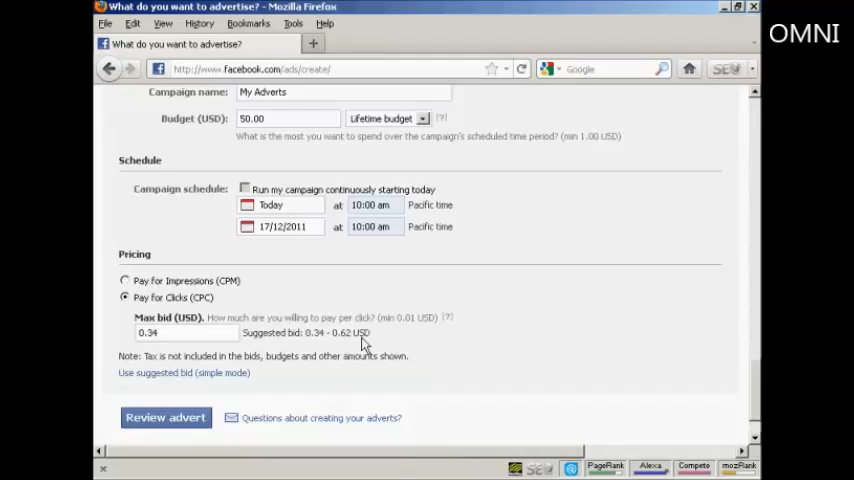 What do you want to advertise? - Mozilla Firefox
OMNI
File Edit View History Bookmarks Tools Help
What do you want to advertise?
http://www.facebook.com/ads/create/
Google
SE
Campaign name: My Adverts
Budget (USD): 50.00 Lifetime budget [?]
What is the most you want to spend over the campaign's scheduled time period? (min 1.00 USD)
Schedule
Campaign schedule: Run my campaign continuously starting today
Today at 10:00 am Pacific time
17/12/2011 at 10:00 am Pacific time
Pricing
Pay for Impressions (CPM)
Pay for Clicks (CPC)
Max bid (USD). How much are you willing to pay per click? (min 0.01 USD) [?]
0.34 Suggested bid: 0.34 - 0.62 USD
Note: Tax is not included in the bids, budgets and other amounts shown.
Use suggested bid (simple mode)
Review advert Questions about creating your adverts?
SE PageRank Alexa Compete mozRank